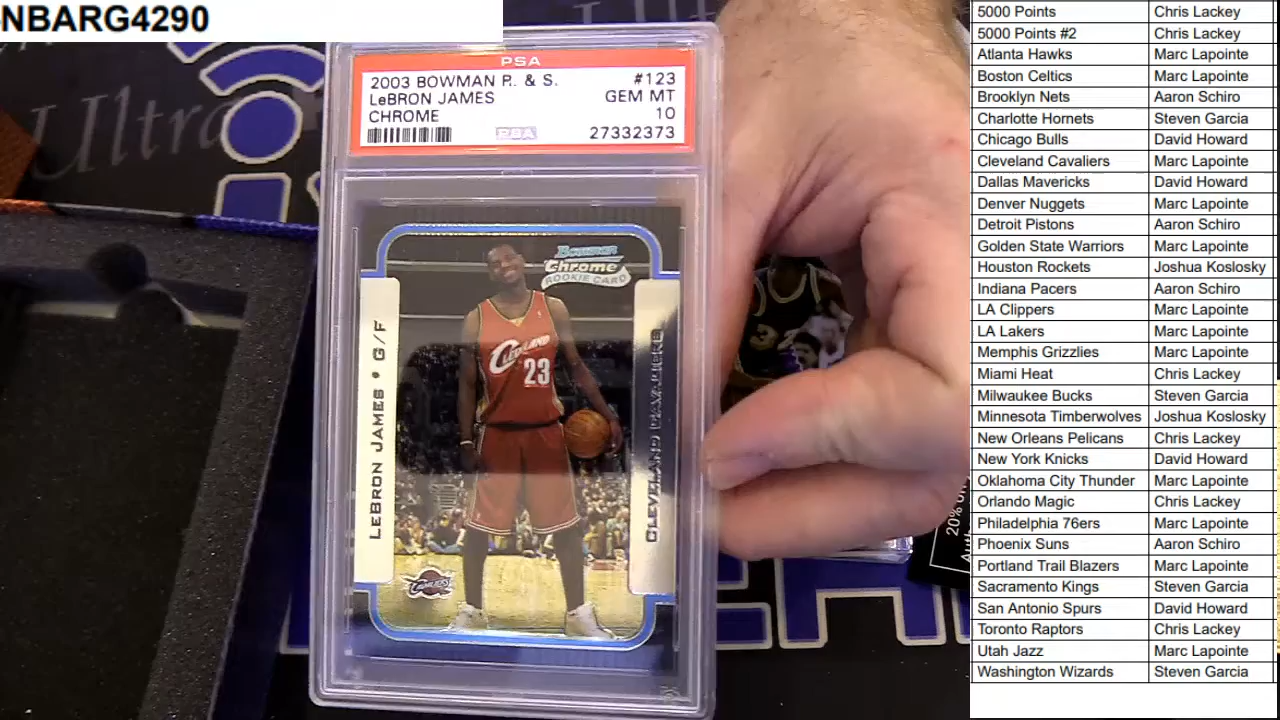 NBARG4290
Ultra
PSA
2003 BOWMAN R. & S. #123
LeBRON JAMES GEM MT
CHROME 10
PSA 27332373
Bowman
Chrome
ROOKIE CARD
LEBRON JAMES • G/F
CLEVELAND CAVALIERS
CLEVELAND
23
CAVALIERS
3
20%
5000 Points Chris Lackey
5000 Points #2 Chris Lackey
Atlanta Hawks Marc Lapointe
Boston Celtics Marc Lapointe
Brooklyn Nets Aaron Schiro
Charlotte Hornets Steven Garcia
Chicago Bulls David Howard
Cleveland Cavaliers Marc Lapointe
Dallas Mavericks David Howard
Denver Nuggets Marc Lapointe
Detroit Pistons Aaron Schiro
Golden State Warriors Marc Lapointe
Houston Rockets Joshua Koslosky
Indiana Pacers Aaron Schiro
LA Clippers Marc Lapointe
LA Lakers Marc Lapointe
Memphis Grizzlies Marc Lapointe
Miami Heat Chris Lackey
Milwaukee Bucks Steven Garcia
Minnesota Timberwolves Joshua Koslosky
New Orleans Pelicans Chris Lackey
New York Knicks David Howard
Oklahoma City Thunder Marc Lapointe
Orlando Magic Chris Lackey
Philadelphia 76ers Marc Lapointe
Phoenix Suns Aaron Schiro
Portland Trail Blazers Marc Lapointe
Sacramento Kings Steven Garcia
San Antonio Spurs David Howard
Toronto Raptors Chris Lackey
Utah Jazz Marc Lapointe
Washington Wizards Steven Garcia